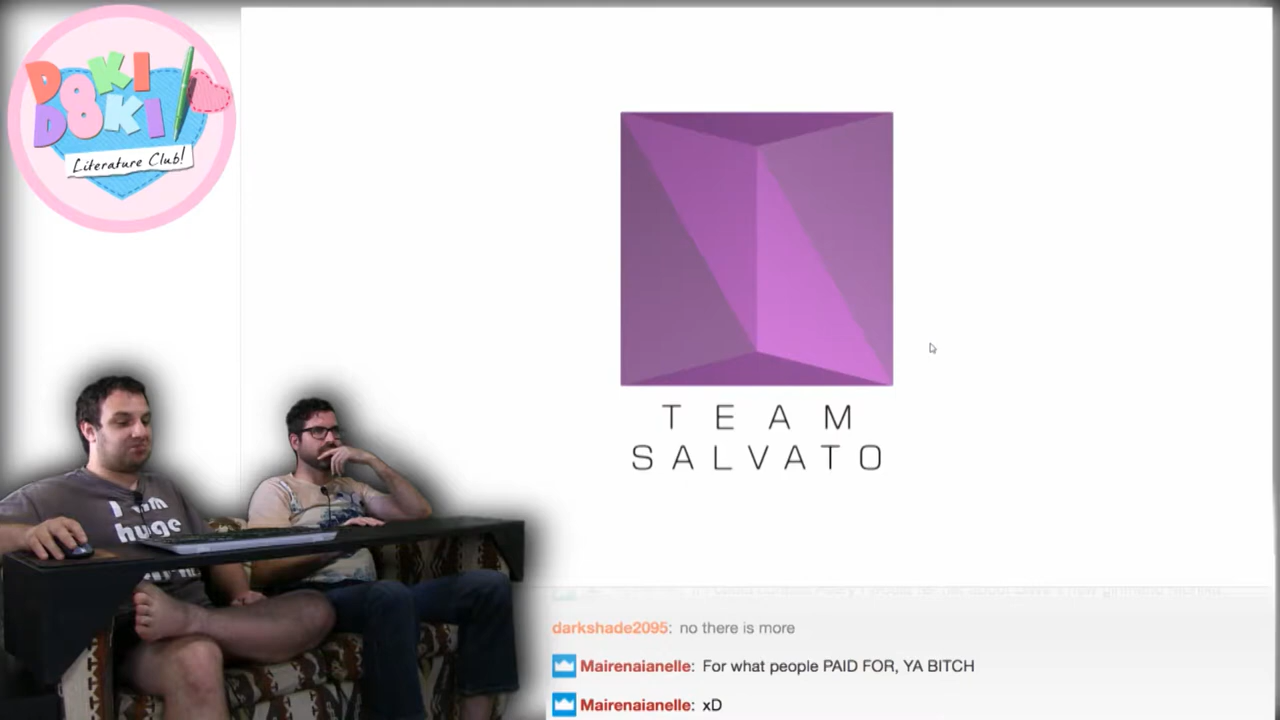 DOKI
DOKI
Literature Club!
TEAM
SALVATO
I am
huge
darkshade2095: no there is more
Mairenaianelle: For what people PAID FOR, YA BITCH
Mairenaianelle: xD